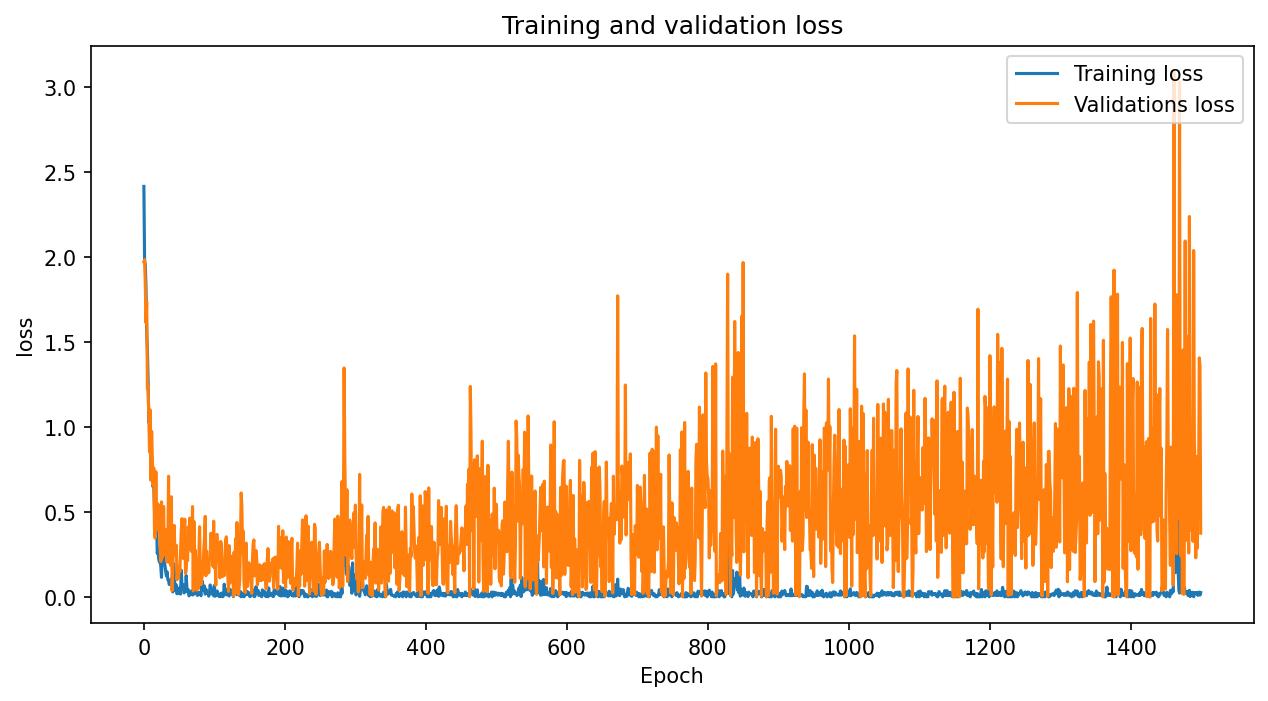 Training and validation loss
Training loss
Validations loss
3.0
2.5
2.0
1.5
1.0
0.5
0.0
loss
0 200 400 600 800 1000 1200 1400
Epoch